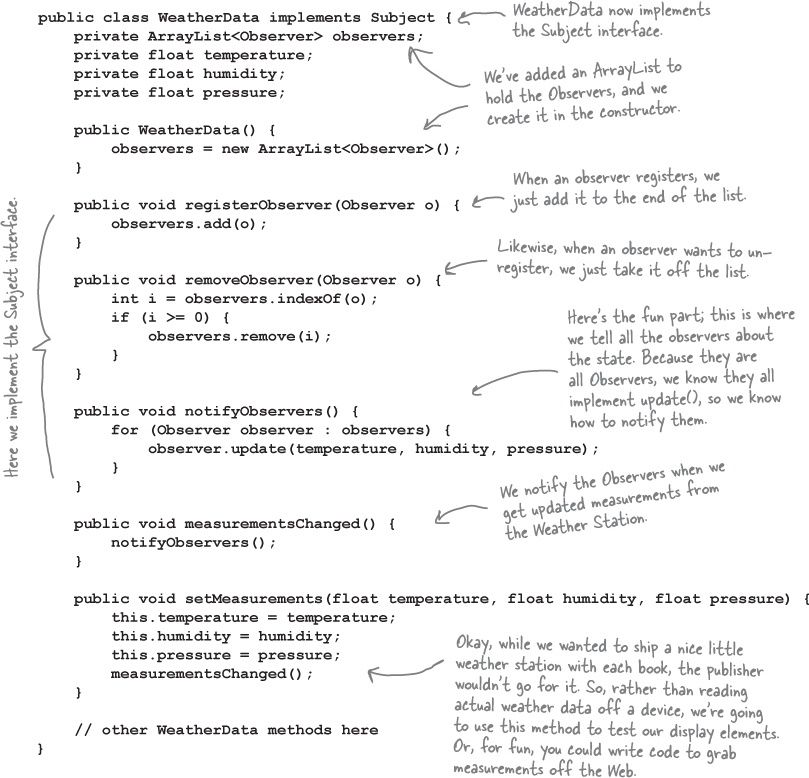 public class WeatherData implements Subject {
private ArrayList<Observer> observers;
private float temperature;
private float humidity;
private float pressure;
public WeatherData() {
observers = new ArrayList<Observer>();
}
public void registerObserver(Observer o) {
observers.add(o);
}
public void removeObserver(Observer o) {
int i = observers.indexOf(o);
if (i >= 0) {
observers.remove(i);
}
}
public void notifyObservers() {
for (Observer observer : observers) {
observer.update(temperature, humidity, pressure);
}
}
public void measurementsChanged() {
notifyObservers();
}
public void setMeasurements(float temperature, float humidity, float pressure) {
this.temperature = temperature;
this.humidity = humidity;
this.pressure = pressure;
measurementsChanged();
}
// other WeatherData methods here
}
WeatherData now implements
the Subject interface.
We've added an ArrayList to
hold the Observers, and we
create it in the constructor.
When an observer registers, we
just add it to the end of the list.
Likewise, when an observer wants to un-
register, we just take it off the list.
Here's the fun part; this is where
we tell all the observers about
the state. Because they are
all Observers, we know they all
implement update(), so we know
how to notify them.
We notify the Observers when we
get updated measurements from
the Weather Station.
Okay, while we wanted to ship a nice little
weather station with each book, the publisher
wouldn't go for it. So, rather than reading
actual weather data off a device, we're going
to use this method to test our display elements.
Or, for fun, you could write code to grab
measurements off the Web.
Here we implement the Subject interface.